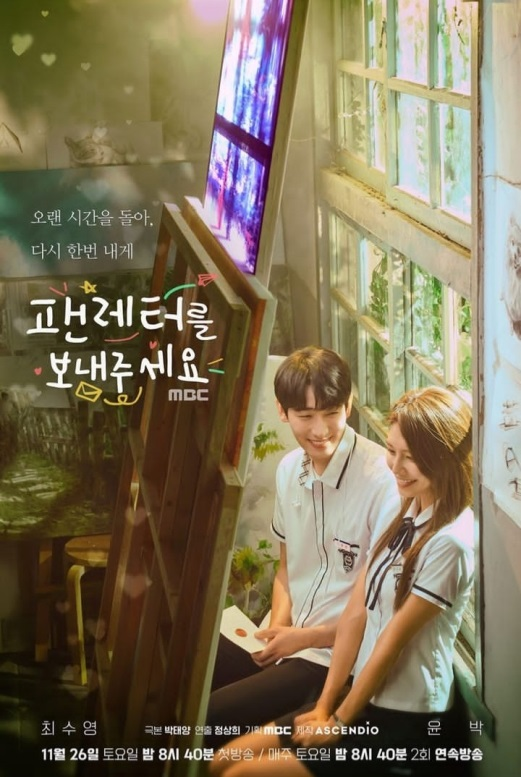 오랜 시간을 돌아,
다시 한번 내게
팬레터를
보내주세요
MBC
최수영
극본 박태양 연출 정상희 기획 MBC 제작 ASCENDIO
윤 박
11월 26일 토요일 밤 8시 40분 첫방송 / 매주 토요일 밤 8시 40분 2회 연속방송